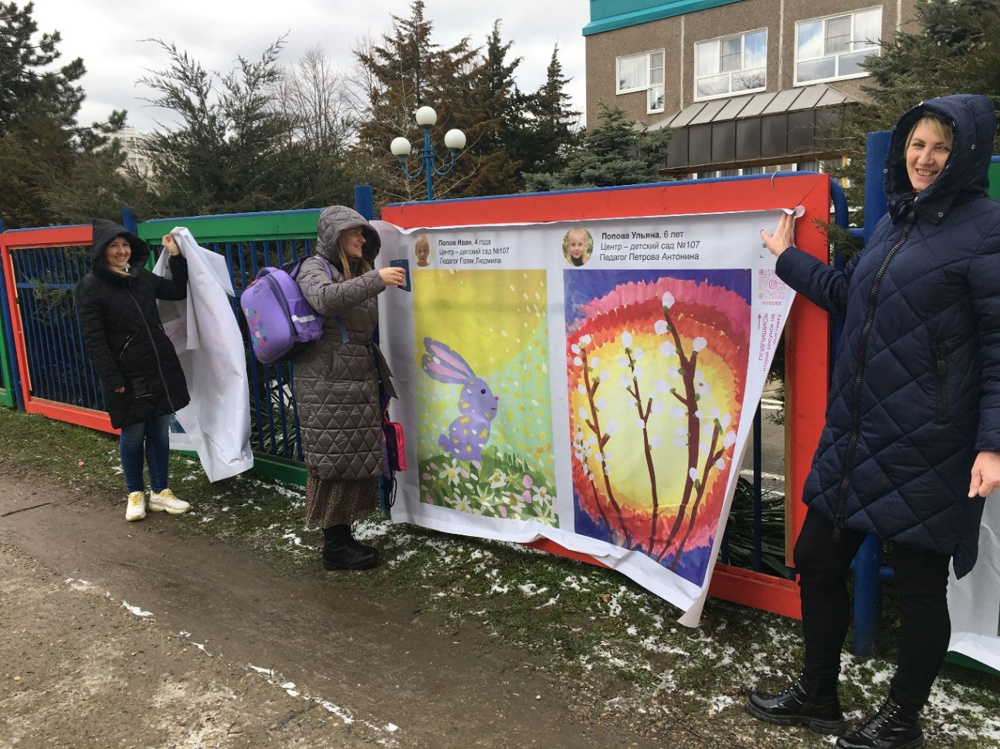 Попов Иван, 4 года
Центр – детский сад №107
Педагог Голяк Людмила
Попова Ульяна, 6 лет
Центр – детский сад №107
Педагог Петрова Антонина
ПОДПИШИСЬ